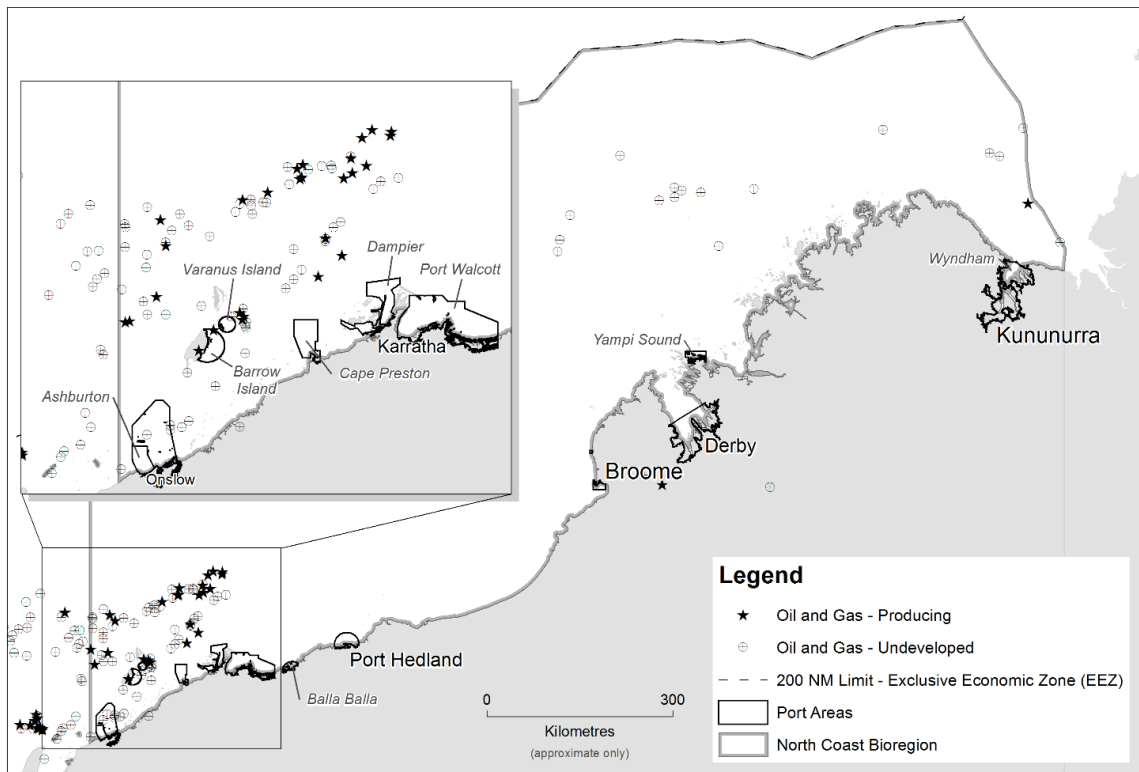 Dampier
Port Walcott
Varanus Island
Karratha
Cape Preston
Barrow
Island
Ashburton
Onslow
Wyndham
Kununurra
Yampi Sound
Derby
Broome
Port Hedland
Balla Balla
0
300
Kilometres
(approximate only)
Legend
Oil and Gas - Producing
Oil and Gas - Undeveloped
200 NM Limit - Exclusive Economic Zone (EEZ)
Port Areas
North Coast Bioregion